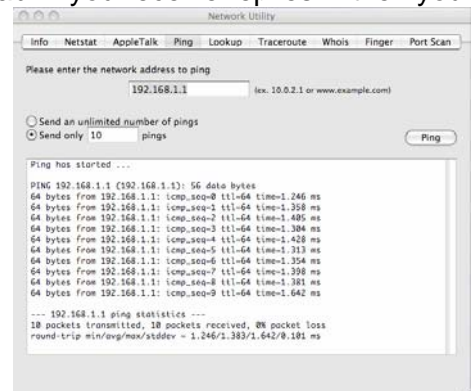 Network Utility
Info Netstat AppleTalk Ping Lookup Traceroute Whois Finger Port Scan
Please enter the network address to ping
192.168.1.1 (ex. 10.0.2.1 or www.example.com)
Send an unlimited number of pings
Send only 10 pings
Ping
Ping has started ...
PING 192.168.1.1 (192.168.1.1): 56 data bytes
64 bytes from 192.168.1.1: icmp_seq=0 ttl=64 time=1.246 ms
64 bytes from 192.168.1.1: icmp_seq=1 ttl=64 time=1.358 ms
64 bytes from 192.168.1.1: icmp_seq=2 ttl=64 time=1.405 ms
64 bytes from 192.168.1.1: icmp_seq=3 ttl=64 time=1.304 ms
64 bytes from 192.168.1.1: icmp_seq=4 ttl=64 time=1.428 ms
64 bytes from 192.168.1.1: icmp_seq=5 ttl=64 time=1.313 ms
64 bytes from 192.168.1.1: icmp_seq=6 ttl=64 time=1.354 ms
64 bytes from 192.168.1.1: icmp_seq=7 ttl=64 time=1.398 ms
64 bytes from 192.168.1.1: icmp_seq=8 ttl=64 time=1.381 ms
64 bytes from 192.168.1.1: icmp_seq=9 ttl=64 time=1.642 ms
--- 192.168.1.1 ping statistics ---
10 packets transmitted, 10 packets received, 0% packet loss
round-trip min/avg/max/stddev = 1.246/1.383/1.642/0.101 ms